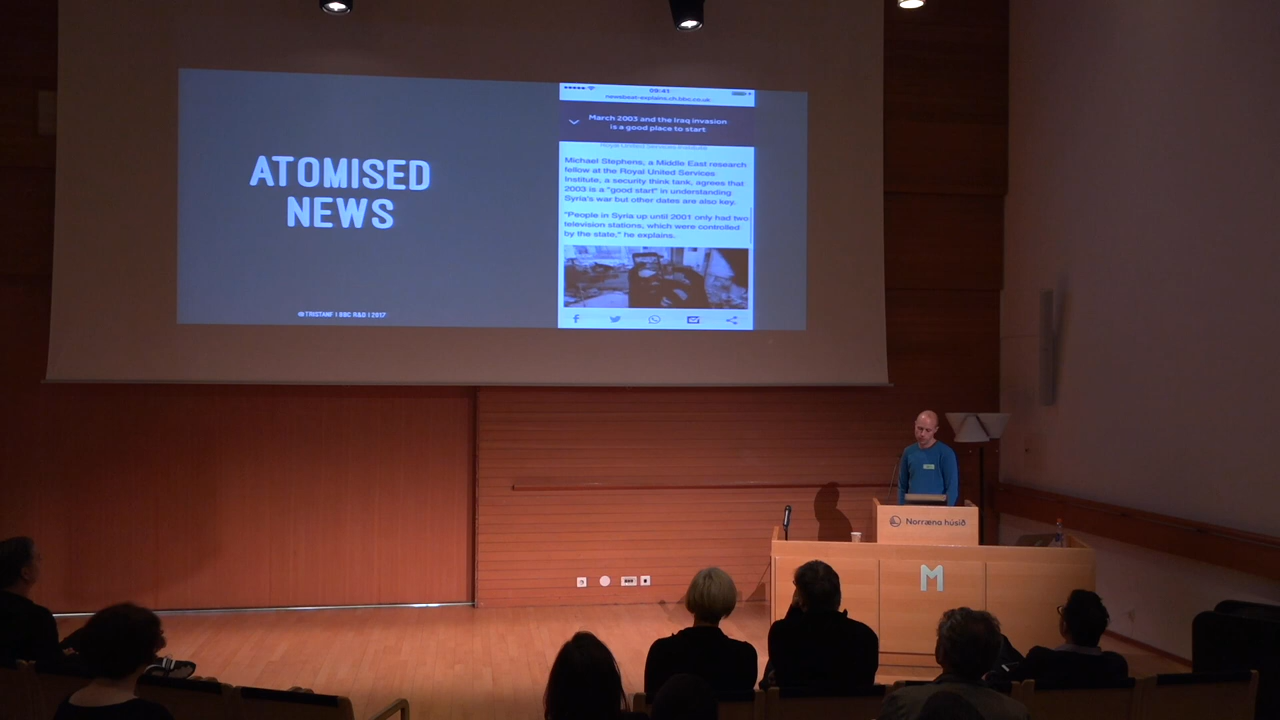 ATOMISED
NEWS
@TRISTANF | BBC R&D | 2017
09:41
newsbeat-explains.ch.bbc.co.uk
March 2003 and the Iraq invasion
is a good place to start
Royal United Services Institute
Michael Stephens, a Middle East research
fellow at the Royal United Services
Institute, a security think tank, agrees that
2003 is a "good start" in understanding
Syria's war but other dates are also key.
"People in Syria up until 2001 only had two
television stations, which were controlled
by the state," he explains.
Norræna húsið
M